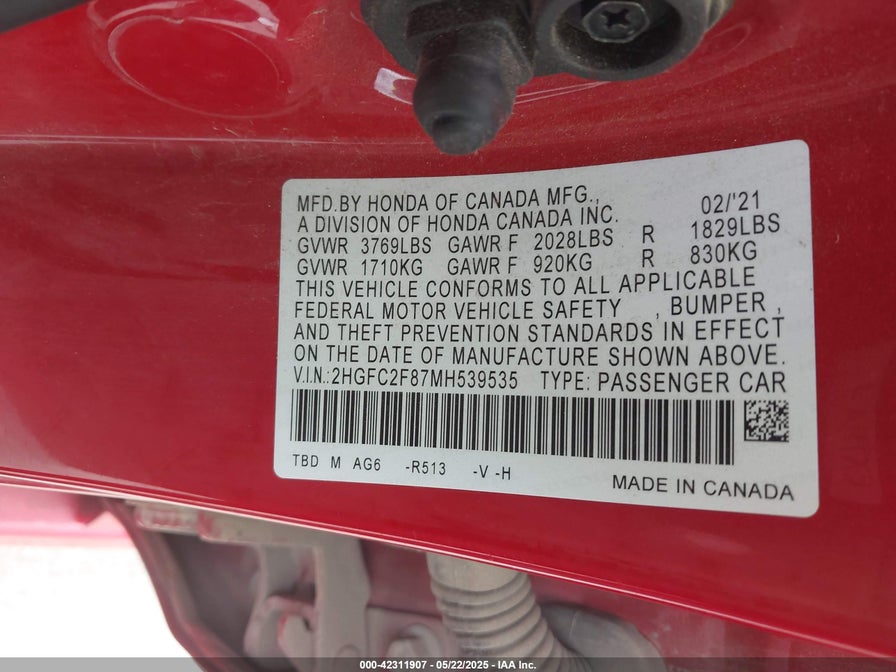 MFD.BY HONDA OF CANADA MFG., 02/'21
A DIVISION OF HONDA CANADA INC.
GVWR 3769LBS GAWR F 2028LBS R 1829LBS
GVWR 1710KG GAWR F 920KG R 830KG
THIS VEHICLE CONFORMS TO ALL APPLICABLE
FEDERAL MOTOR VEHICLE SAFETY , BUMPER ,
AND THEFT PREVENTION STANDARDS IN EFFECT
ON THE DATE OF MANUFACTURE SHOWN ABOVE.
V.I.N.:2HGFC2F87MH539535 TYPE: PASSENGER CAR
TBD M AG6 -R513 -V -H
MADE IN CANADA
000-42311907 - 05/22/2025 - IAA Inc.